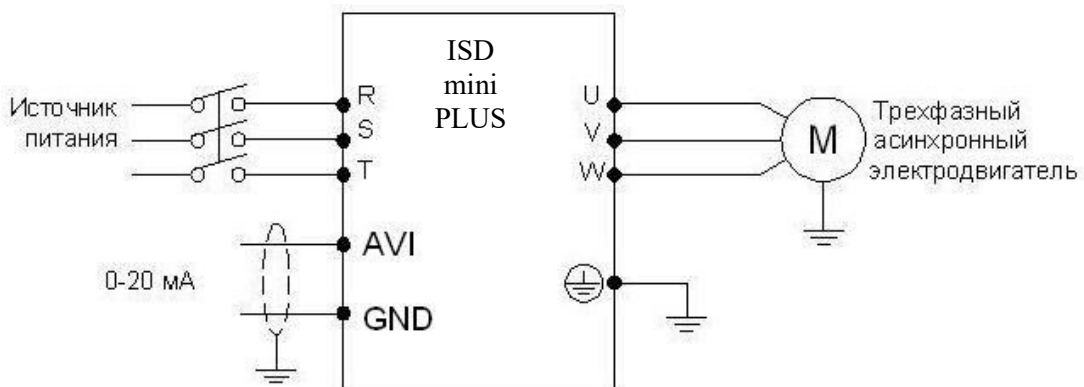 ISD
mini
PLUS
Источник
питания
R
S
T
U
V
W
M
Трехфазный
асинхронный
электродвигатель
AVI
0-20 мА
GND